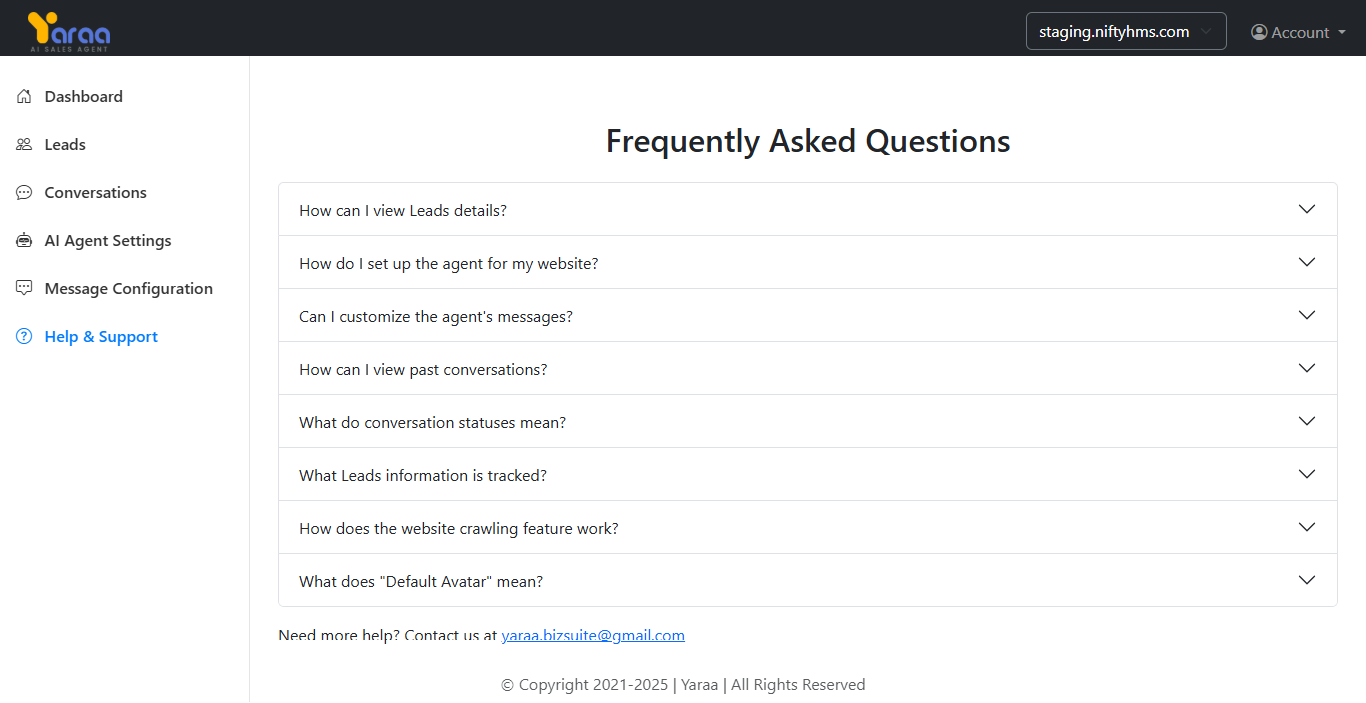 Yaraa
AI SALES AGENT
staging.niftyhms.com
Account
Dashboard
Leads
Conversations
AI Agent Settings
Message Configuration
Help & Support
Frequently Asked Questions
How can I view Leads details?
How do I set up the agent for my website?
Can I customize the agent's messages?
How can I view past conversations?
What do conversation statuses mean?
What Leads information is tracked?
How does the website crawling feature work?
What does "Default Avatar" mean?
Need more help? Contact us at yaraa.bizsuite@gmail.com
© Copyright 2021-2025 | Yaraa | All Rights Reserved